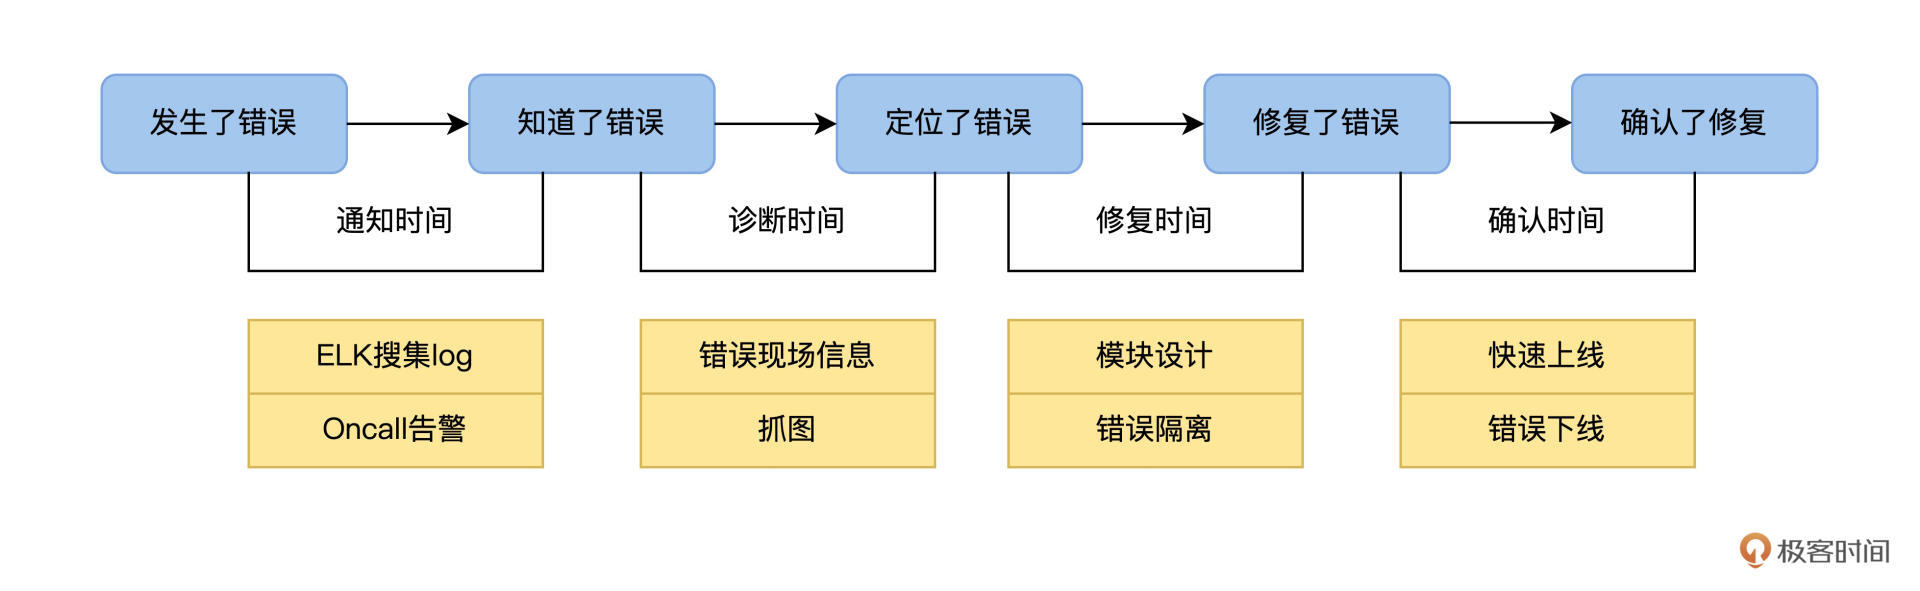 发生了错误
知道了错误
定位了错误
修复了错误
确认了修复
通知时间
诊断时间
修复时间
确认时间
ELK搜集log
错误现场信息
模块设计
快速上线
Oncall告警
抓图
错误隔离
错误下线
极客时间